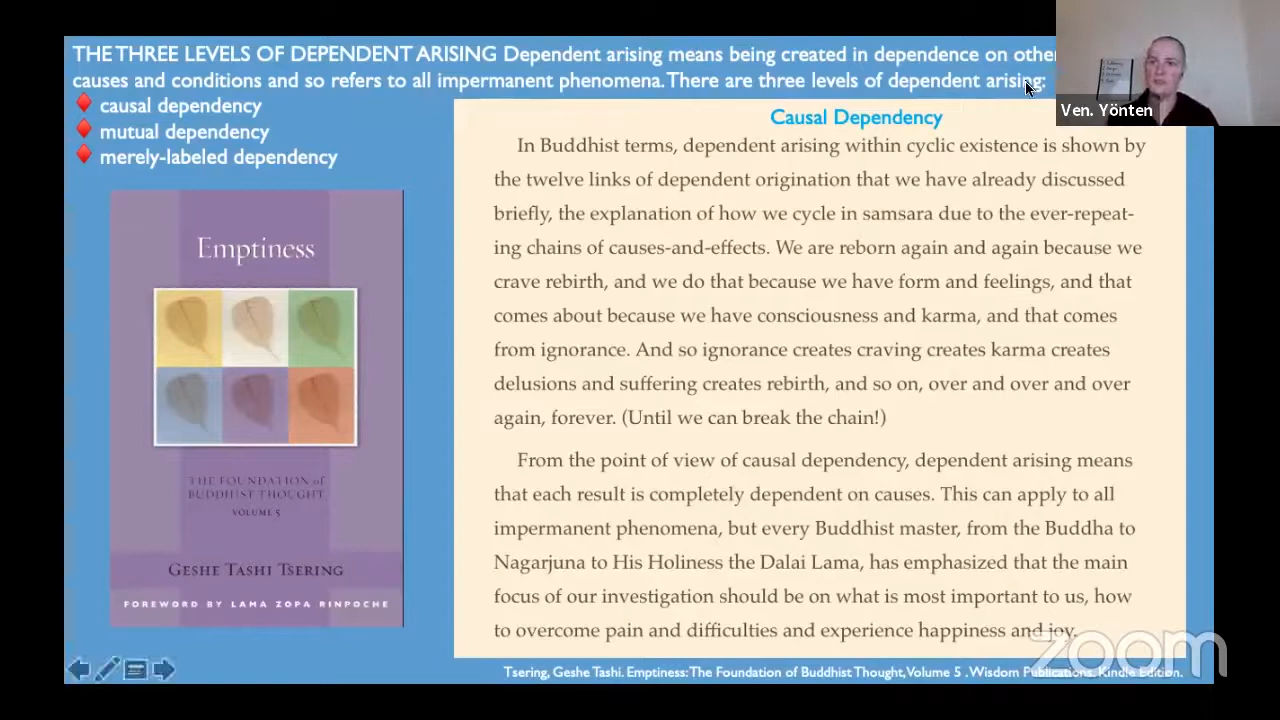 THE THREE LEVELS OF DEPENDENT ARISING Dependent arising means being created in dependence on other
causes and conditions and so refers to all impermanent phenomena. There are three levels of dependent arising:
causal dependency
mutual dependency
merely-labeled dependency
Ven. Yönten
Emptiness
THE FOUNDATION of
BUDDHIST THOUGHT
VOLUME 5
GESHE TASHI TSERING
FOREWORD BY LAMA ZOPA RINPOCHE
Causal Dependency
In Buddhist terms, dependent arising within cyclic existence is shown by
the twelve links of dependent origination that we have already discussed
briefly, the explanation of how we cycle in samsara due to the ever-repeat-
ing chains of causes-and-effects. We are reborn again and again because we
crave rebirth, and we do that because we have form and feelings, and that
comes about because we have consciousness and karma, and that comes
from ignorance. And so ignorance creates craving creates karma creates
delusions and suffering creates rebirth, and so on, over and over and over
again, forever. (Until we can break the chain!)
From the point of view of causal dependency, dependent arising means
that each result is completely dependent on causes. This can apply to all
impermanent phenomena, but every Buddhist master, from the Buddha to
Nagarjuna to His Holiness the Dalai Lama, has emphasized that the main
focus of our investigation should be on what is most important to us, how
to overcome pain and difficulties and experience happiness and joy.
Tsering, Geshe Tashi. Emptiness: The Foundation of Buddhist Thought, Volume 5 . Wisdom Publications. Kindle Edition.
zoom